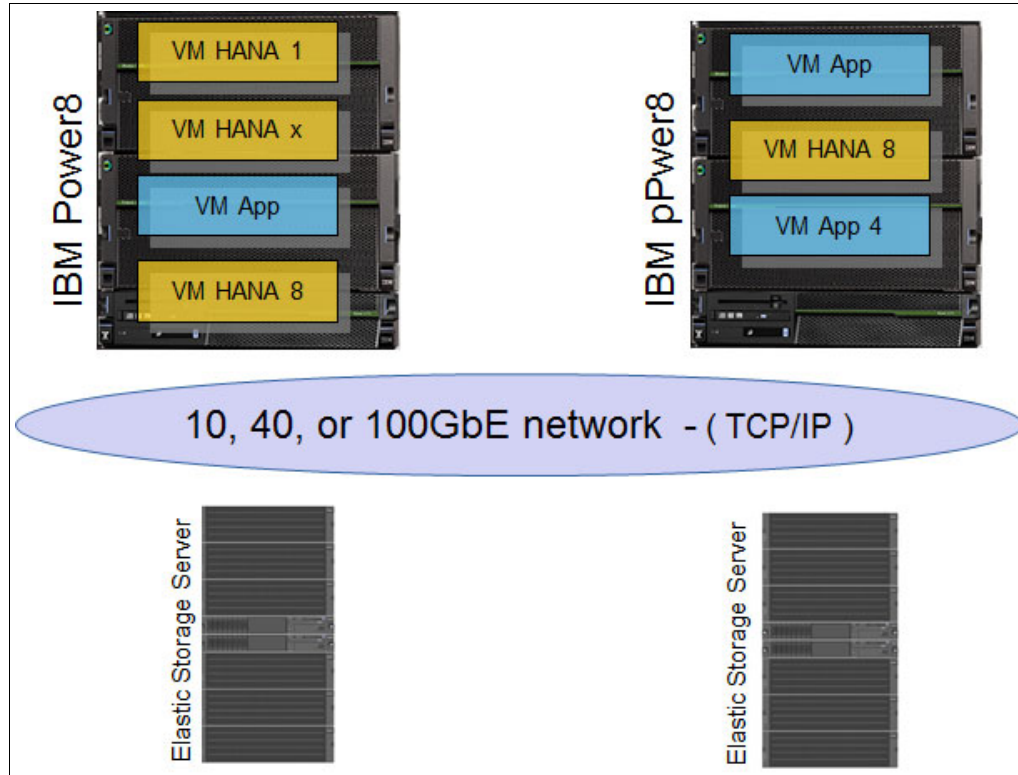 IBM Power8
VM HANA 1
VM HANA x
VM App
VM HANA 8
IBM pPwer8
VM App
VM HANA 8
VM App 4
10, 40, or 100GbE network - ( TCP/IP )
Elastic Storage Server
Elastic Storage Server